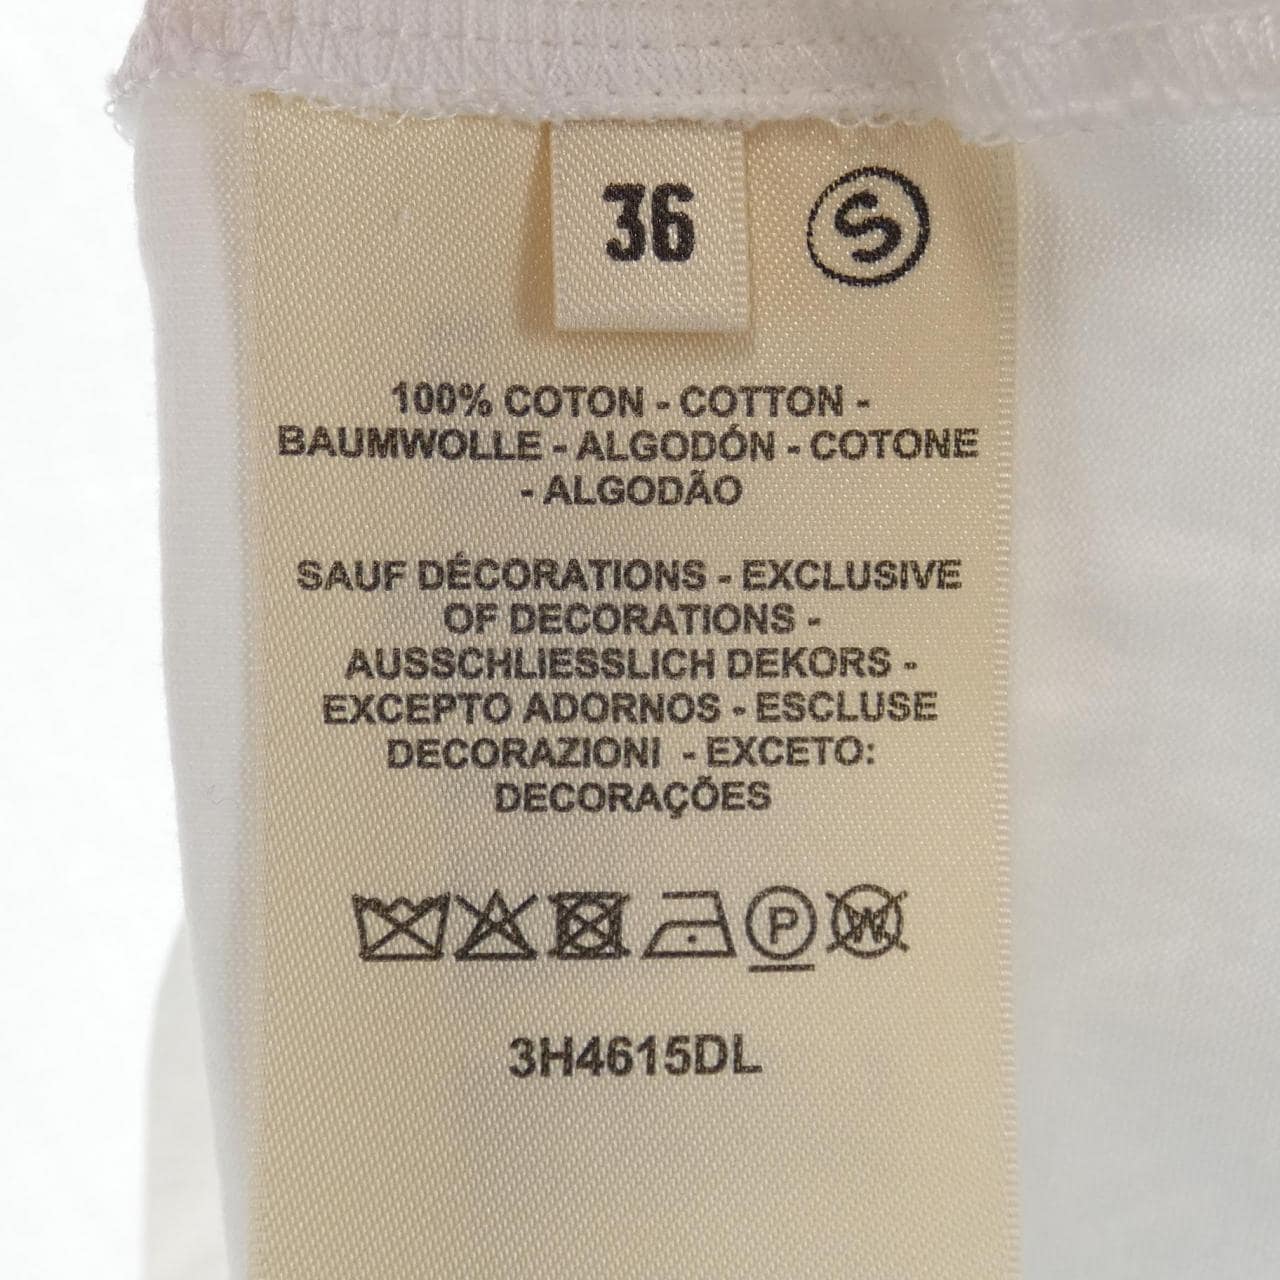 36
S
100% COTON - COTTON -
BAUMWOLLE - ALGODÓN - COTONE
- ALGODÃO
SAUF DÉCORATIONS - EXCLUSIVE
OF DECORATIONS -
AUSSCHLIESSLICH DEKORS -
EXCEPTO ADORNOS - ESCLUSE
DECORAZIONI - EXCETO:
DECORAÇÕES
P W
3H4615DL